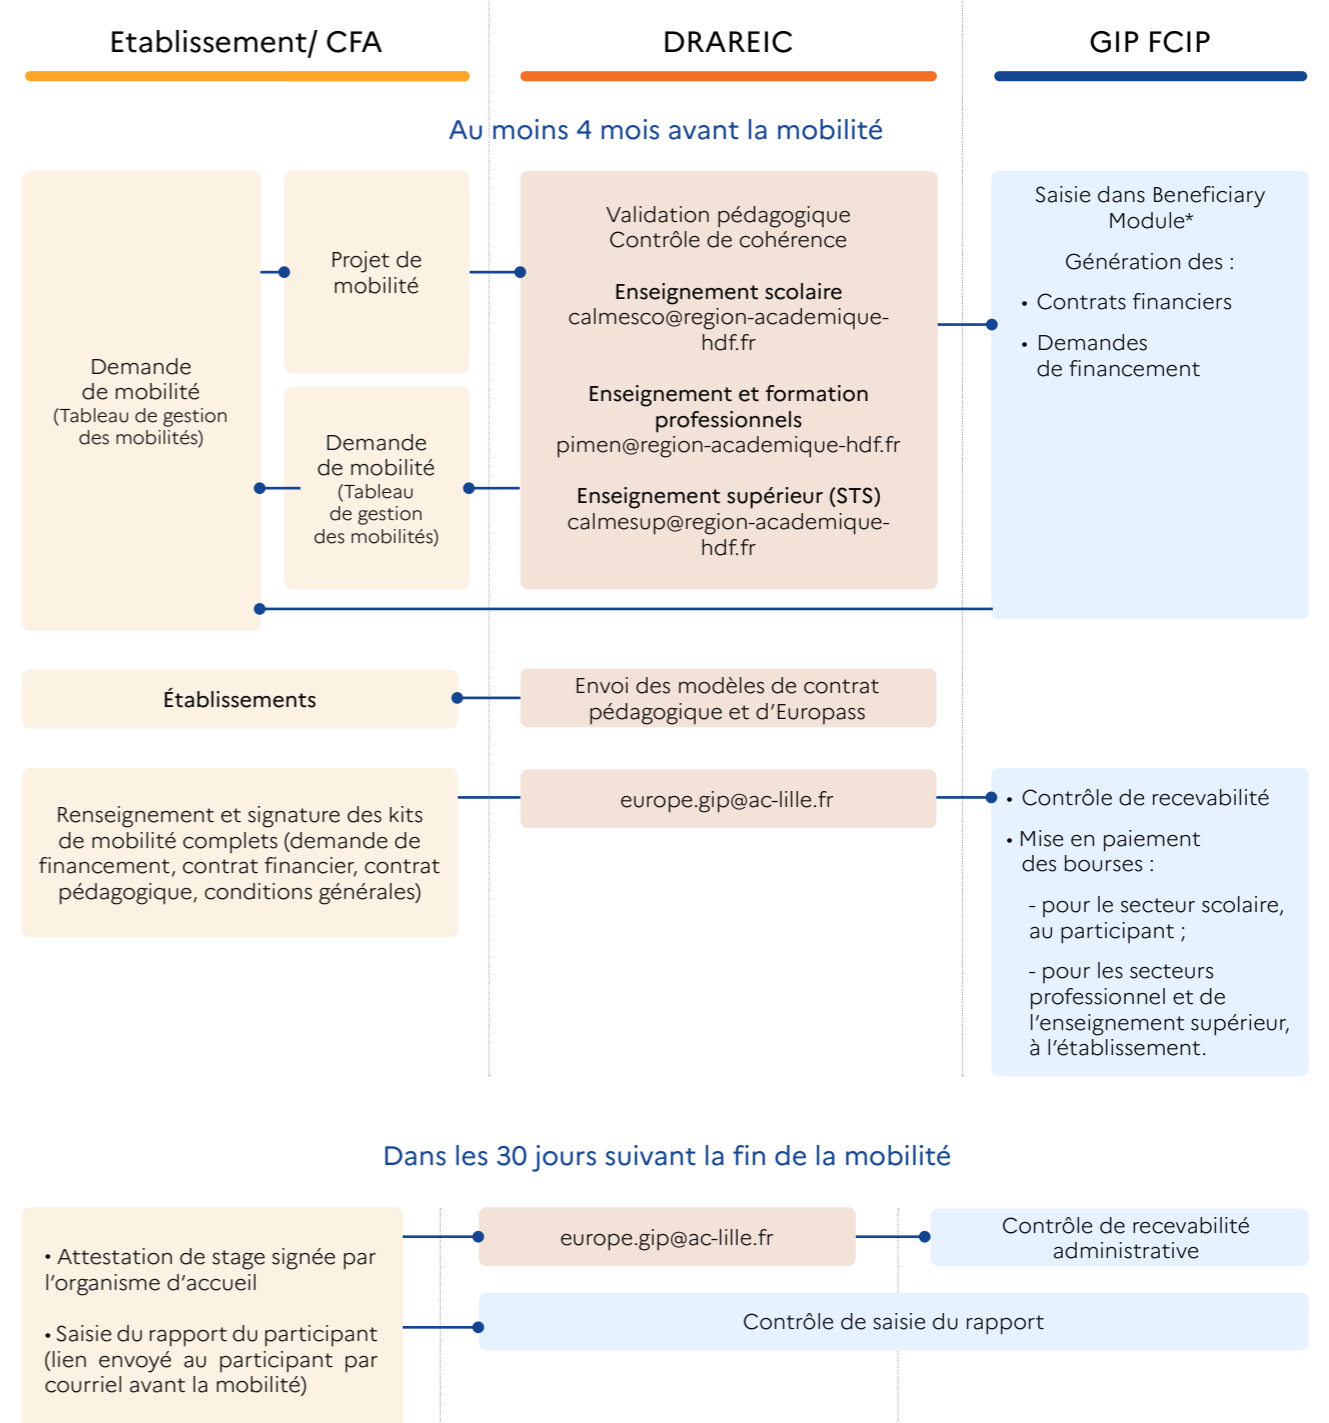 Etablissement/ CFA
DRAREIC
GIP FCIP
Au moins 4 mois avant la mobilité
Demande
de mobilité
(Tableau de gestion
des mobilités)
Projet de
mobilité
Demande
de mobilité
(Tableau
de gestion
des mobilités)
Validation pédagogique
Contrôle de cohérence
Enseignement scolaire
calmesco@region-academique-
hdf.fr
Enseignement et formation
professionnels
pimen@region-academique-hdf.fr
Enseignement supérieur (STS)
calmesup@region-academique-
hdf.fr
Saisie dans Beneficiary
Module*
Génération des :
• Contrats financiers
• Demandes
de financement
Établissements
Envoi des modèles de contrat
pédagogique et d'Europass
Renseignement et signature des kits
de mobilité complets (demande de
financement, contrat financier, contrat
pédagogique, conditions générales)
europe.gip@ac-lille.fr
• Contrôle de recevabilité
• Mise en paiement
des bourses :
- pour le secteur scolaire,
au participant ;
- pour les secteurs
professionnel et de
l'enseignement supérieur,
à l'établissement.
Dans les 30 jours suivant la fin de la mobilité
• Attestation de stage signée par
l'organisme d'accueil
• Saisie du rapport du participant
(lien envoyé au participant par
courriel avant la mobilité)
europe.gip@ac-lille.fr
Contrôle de recevabilité
administrative
Contrôle de saisie du rapport